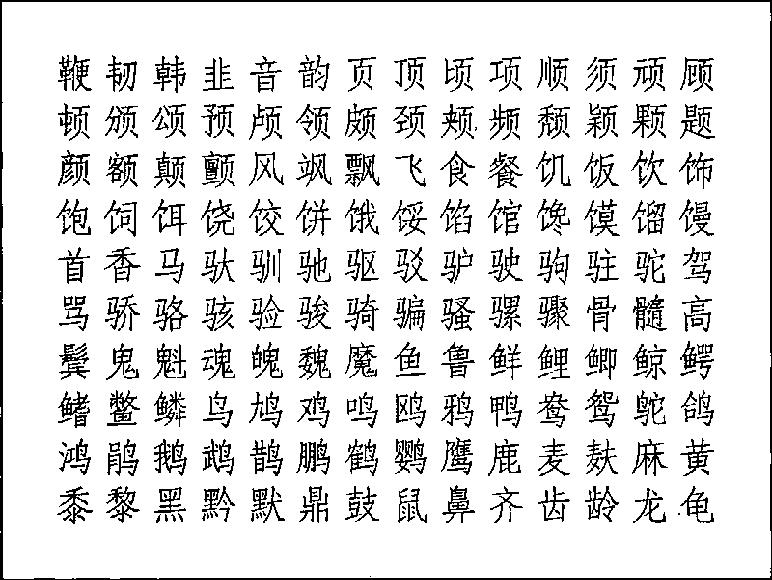 鞭韧韩韭音韵页顶顷项顺须顽顾
顿颁颂预颅领颇颈颊频颓颖颗题
颜额颠颤风飒飘飞食餐饥饭饮饰
饱饲饵饶饺饼饿馁馅馆馋馍馏馒
首香马驮驯驰驱驳驴驶驹驻驼驾
骂骄骆骇验骏骑骗骚骡骤骨髓高
鬓鬼魁魂魄魏魔鱼鲁鲜鲤鲫鲸鳄
鳍鳖鳞鸟鸠鸡鸣鸥鸦鸭鸯鸳鸵鸽
鸿鹃鹅鹉鹊鹏鹤鹦鹰鹿麦麸麻黄
黍黎黑黔默鼎鼓鼠鼻齐齿龄龙龟